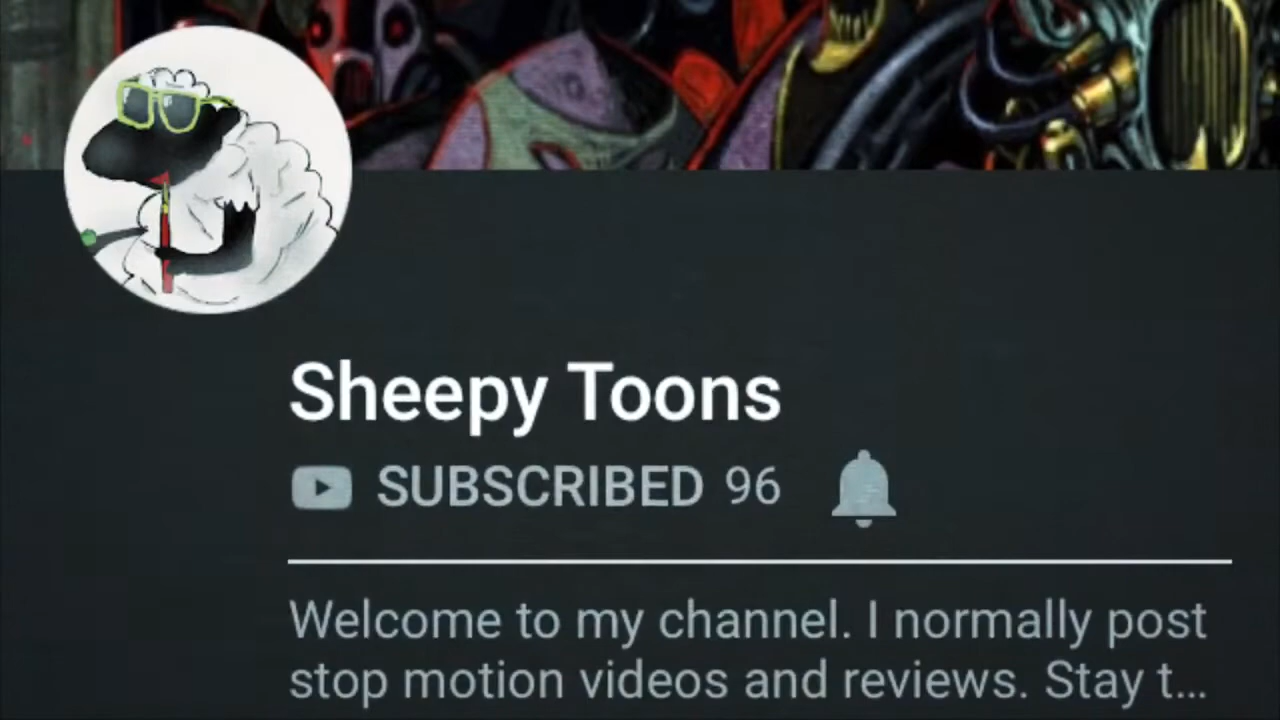 Sheepy Toons
SUBSCRIBED 96
Welcome to my channel. I normally post
stop motion videos and reviews. Stay t...